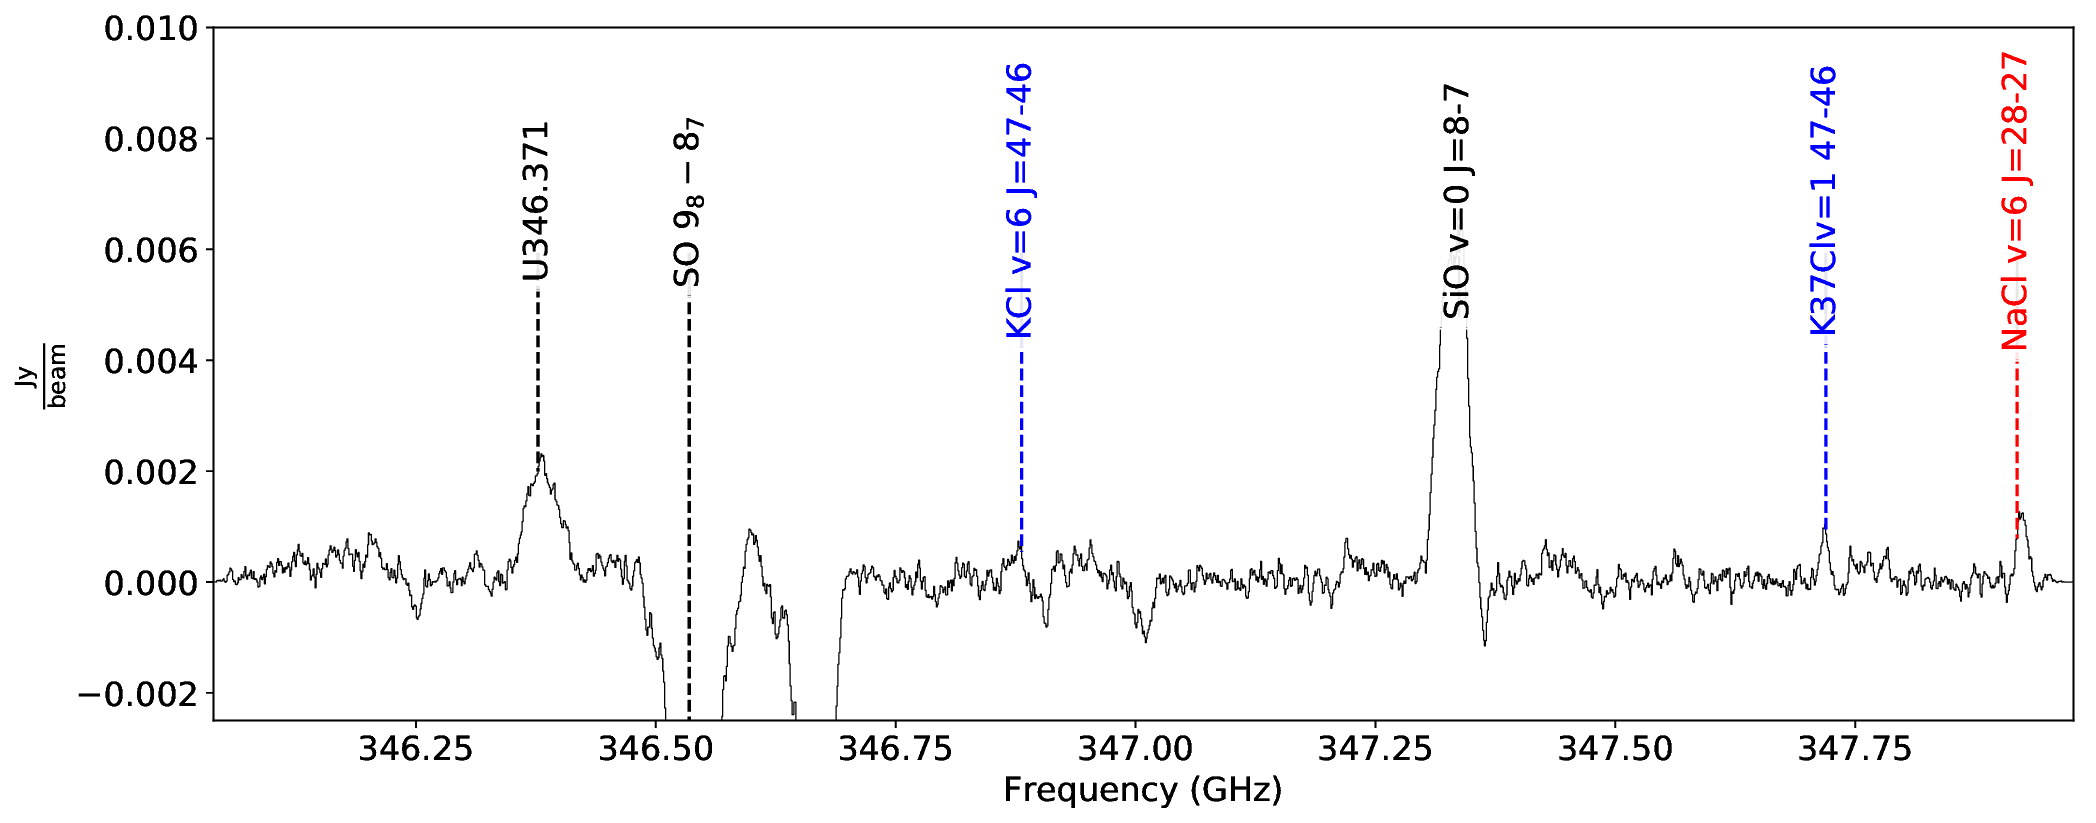 0.010
0.008
0.006
0.004
0.002
0.000
−0.002
Jy
beam
U346.371
SO 9₈ − 8₇
KCl v=6 J=47-46
SiO v=0 J=8-7
K37Clv=1 47-46
NaCl v=6 J=28-27
346.25
346.50
346.75
347.00
347.25
347.50
347.75
Frequency (GHz)